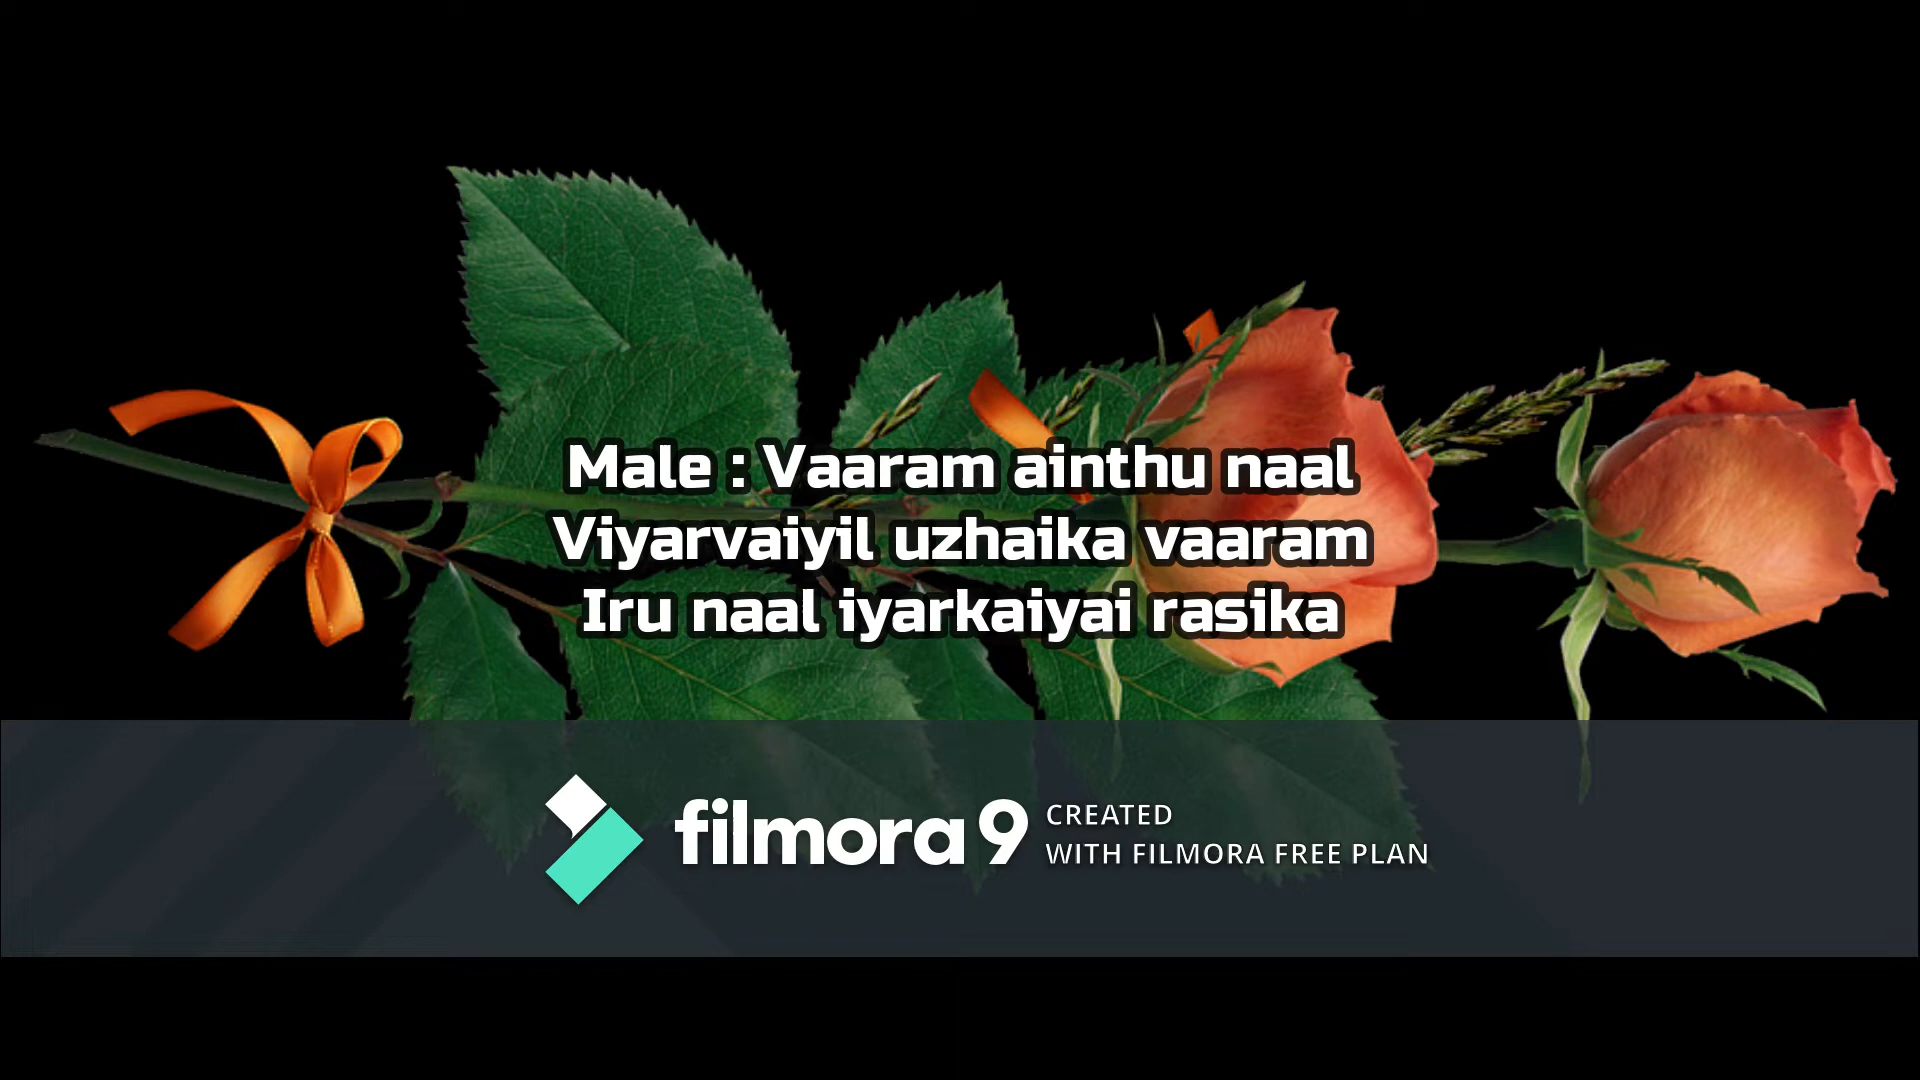 Male : Vaaram ainthu naal
Viyarvaiyil uzhaika vaaram
Iru naal iyarkaiyai rasika
filmora 9
CREATED
WITH FILMORA FREE PLAN